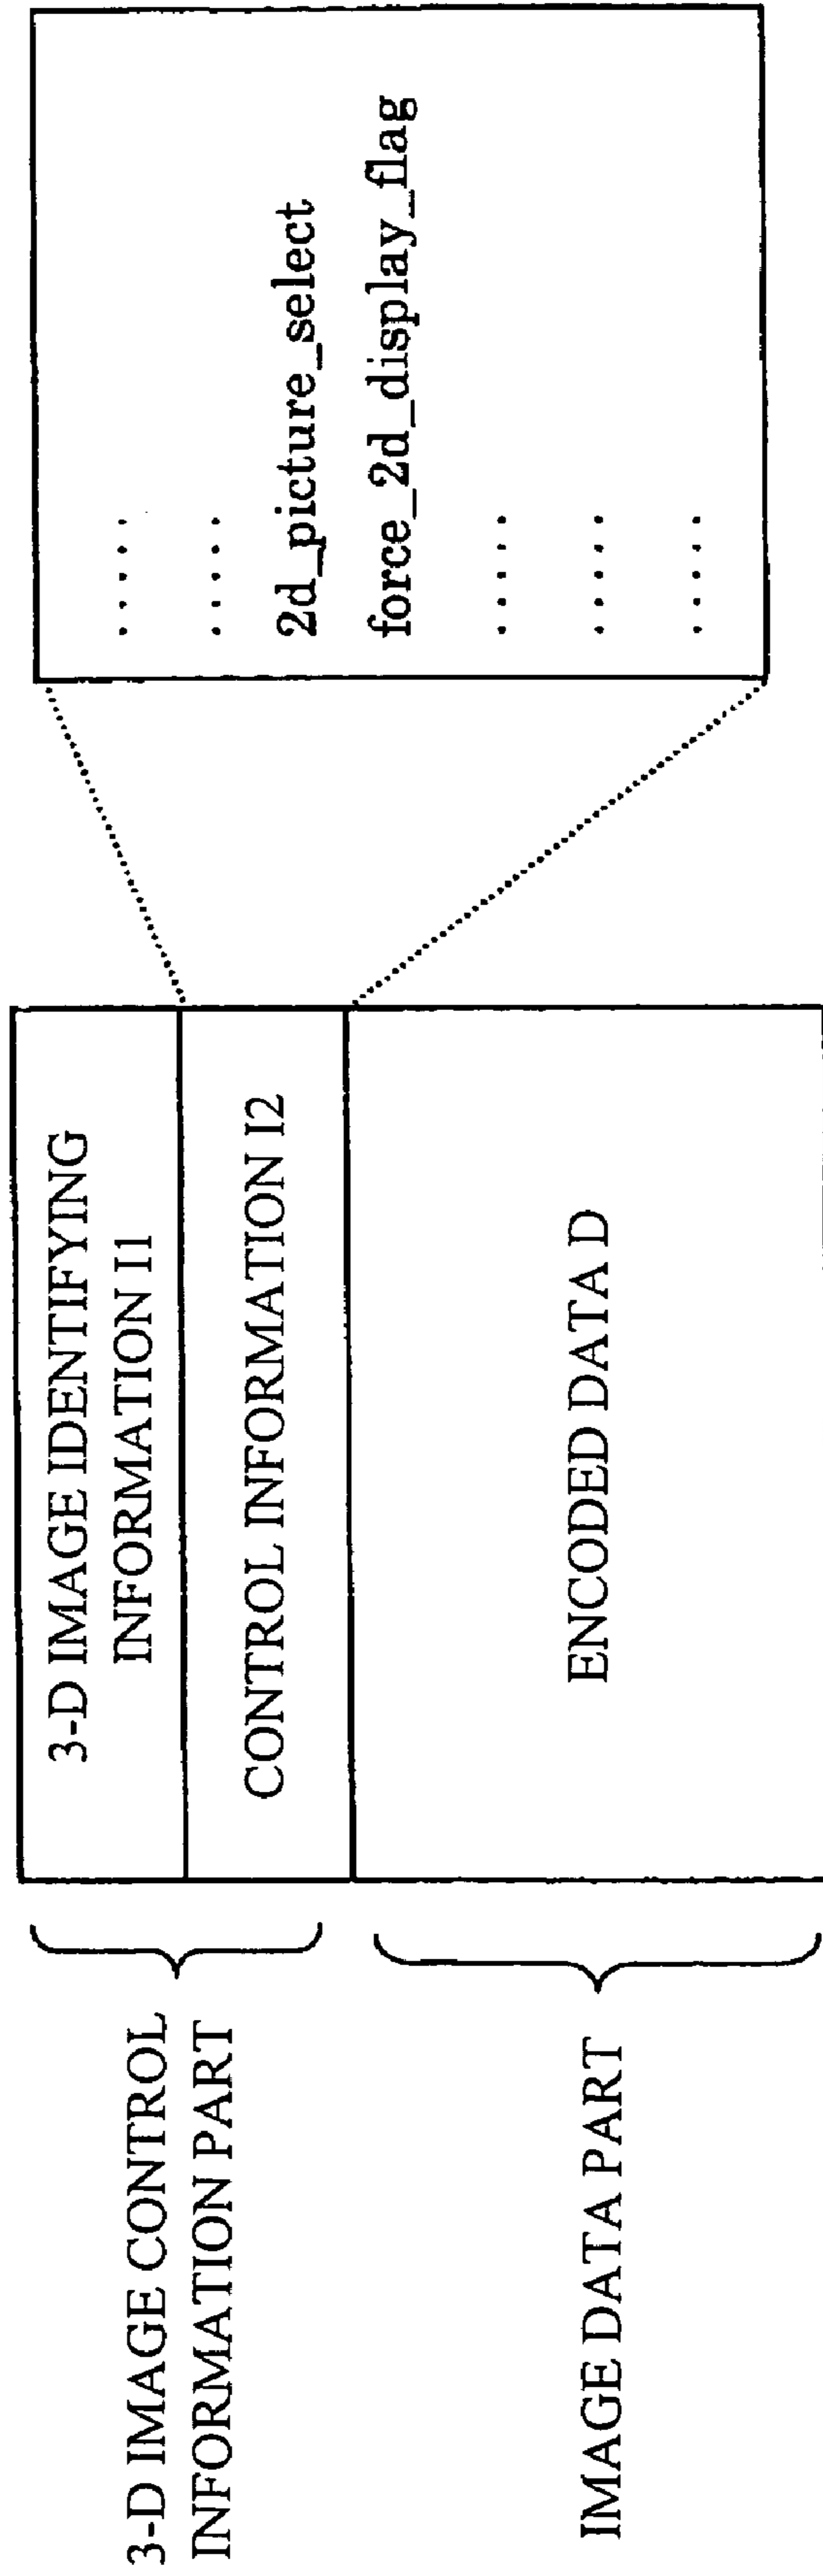 3-D IMAGE CONTROL
INFORMATION PART
IMAGE DATA PART
3-D IMAGE IDENTIFYING
INFORMATION I1
CONTROL INFORMATION I2
ENCODED DATA D
.....
.....
2d_picture_select
force_2d_display_flag
.....
.....
.....